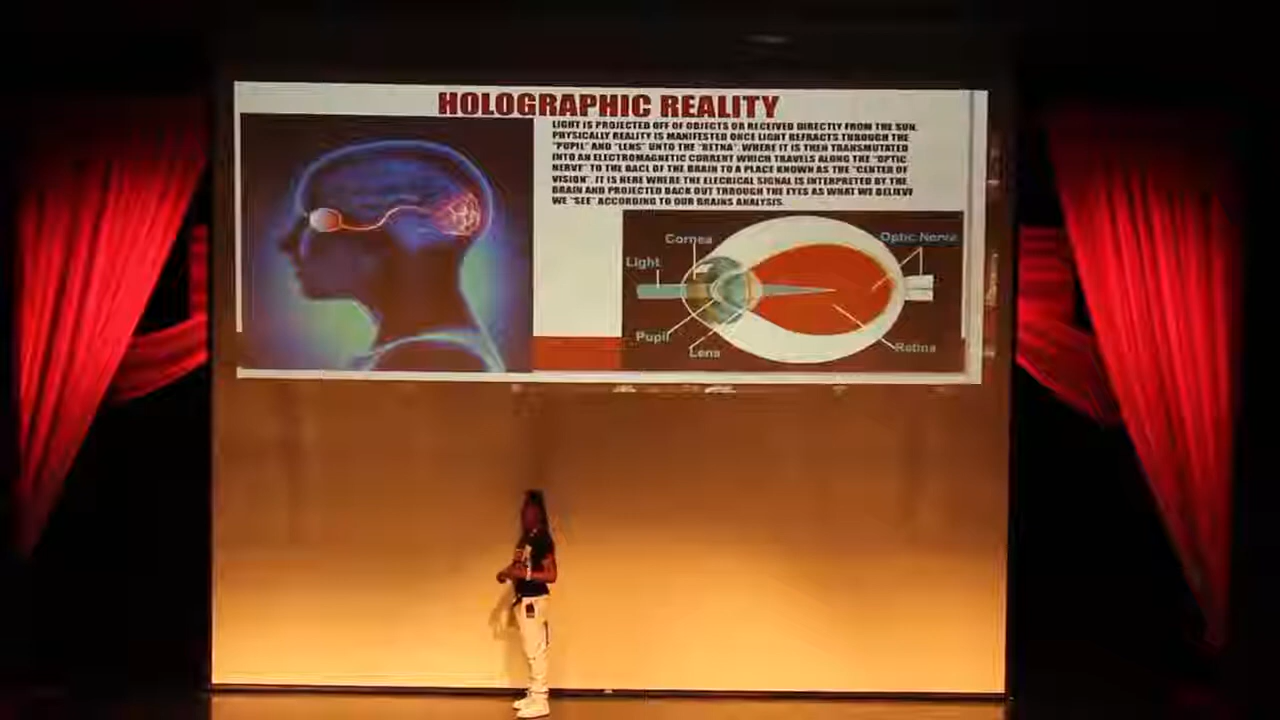 HOLOGRAPHIC REALITY
LIGHT IS PROJECTED OFF OF OBJECTS OR RECEIVED DIRECTLY FROM THE SUN.
PHYSICALLY REALITY IS MANIFESTED ONCE LIGHT REFRACTS THROUGH THE
"PUPIL" AND "LENS" UNTO THE "RETNA". WHERE IT IS THEN TRANSMUTATED
INTO AN ELECTROMAGNETIC CURRENT WHICH TRAVELS ALONG THE "OPTIC
NERVE" TO THE BACL OF THE BRAIN TO A PLACE KNOWN AS THE "CENTER OF
VISION". IT IS HERE WHERE THE ELECRICAL SIGNAL IS INTERPRETED BY THE
BRAIN AND PROJECTED BACK OUT THROUGH THE EYES AS WHAT WE BELIEVE
WE "SEE" ACCORDING TO OUR BRAINS ANALYSIS.
Cornea
Optic Nerve
Light
Pupil
Lens
Retina